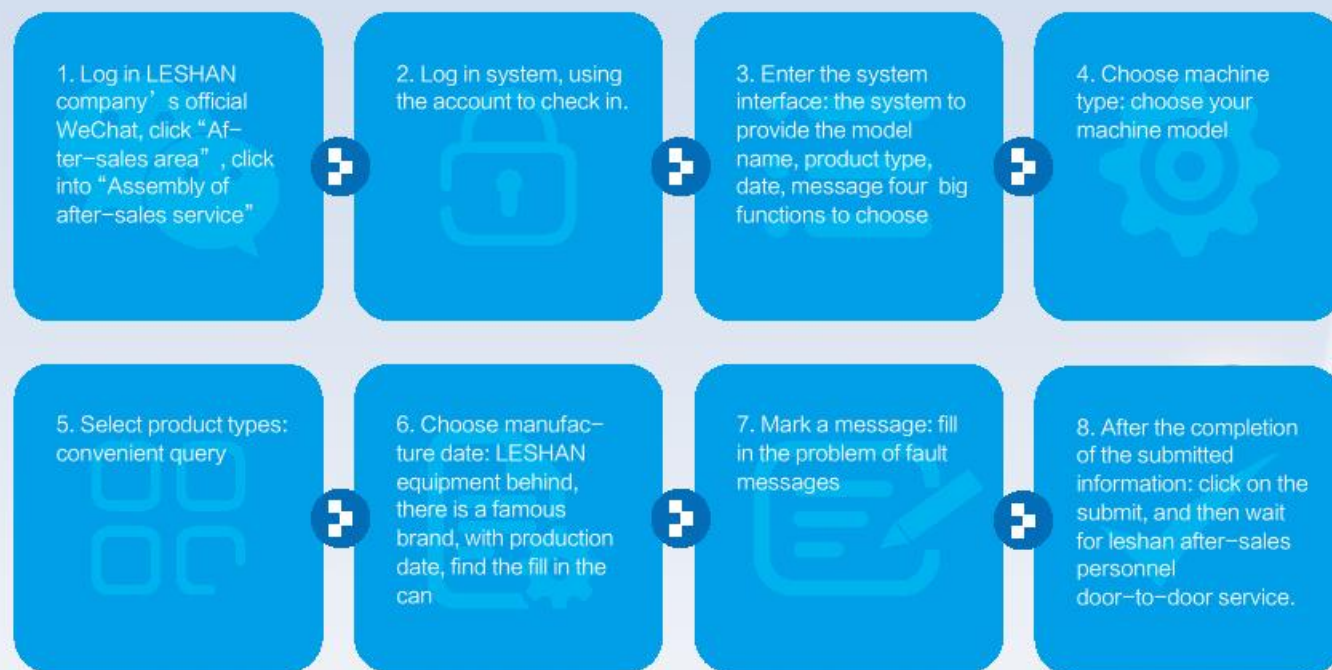 1. Log in LESHAN
company’s official
WeChat, click “Af-
ter-sales area”, click
into “Assembly of
after-sales service”
2. Log in system, using
the account to check in.
3. Enter the system
interface: the system to
provide the model
name, product type,
date, message four big
functions to choose
4. Choose machine
type: choose your
machine model
5. Select product types:
convenient query
6. Choose manufac-
ture date: LESHAN
equipment behind,
there is a famous
brand, with production
date, find the fill in the
can
7. Mark a message: fill
in the problem of fault
messages
8. After the completion
of the submitted
information: click on the
submit, and then wait
for leshan after-sales
personnel
door-to-door service.